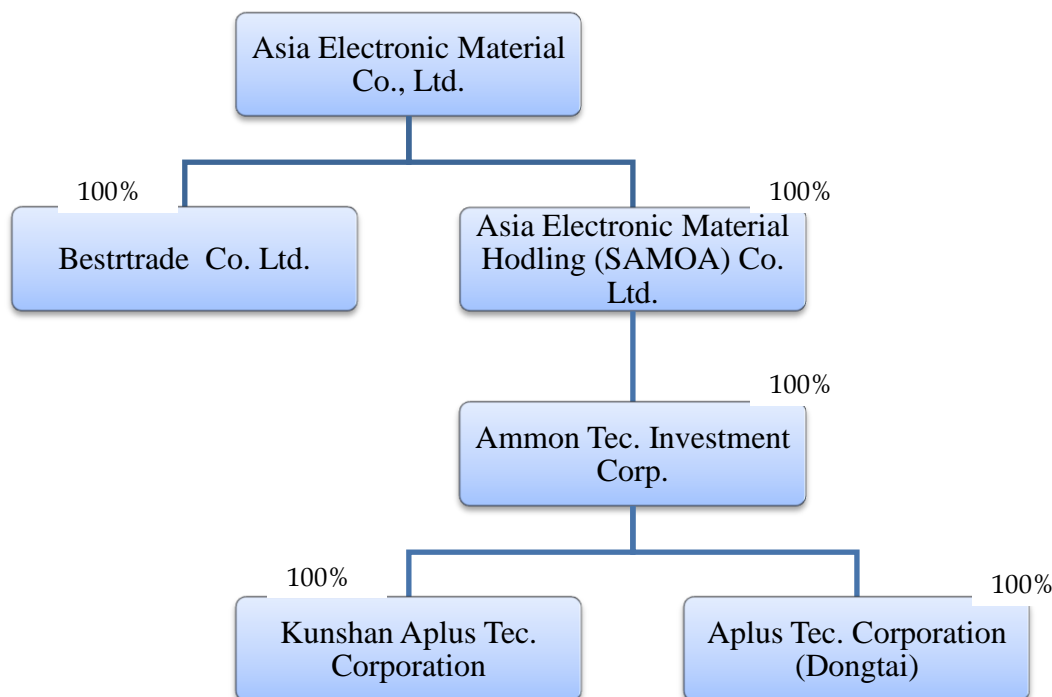 Asia Electronic Material
Co., Ltd.
100%
100%
Bestrtrade Co. Ltd.
Asia Electronic Material
Hodling (SAMOA) Co.
Ltd.
100%
Ammon Tec. Investment
Corp.
100%
100%
Kunshan Aplus Tec.
Corporation
Aplus Tec. Corporation
(Dongtai)